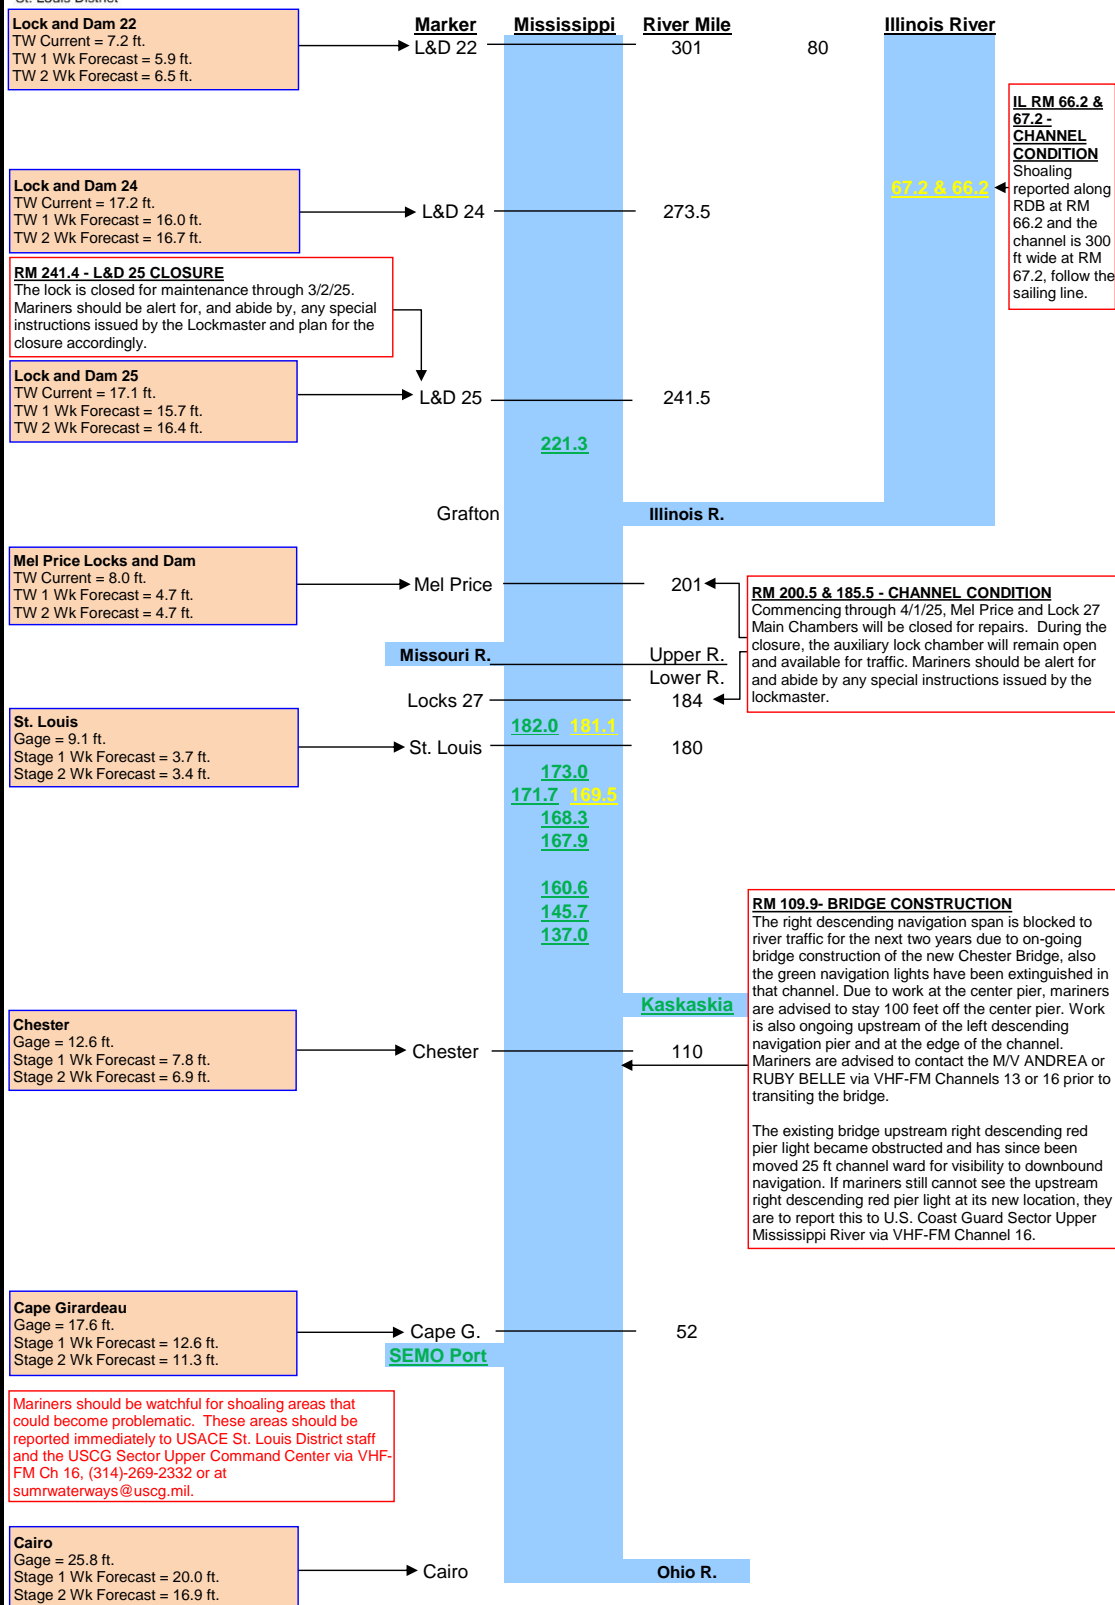 St. Louis District
Lock and Dam 22
TW Current = 7.2 ft.
TW 1 Wk Forecast = 5.9 ft.
TW 2 Wk Forecast = 6.5 ft.
Marker Mississippi River Mile Illinois River
L&D 22 301 80
IL RM 66.2 &
67.2 -
CHANNEL
CONDITION
Shoaling
reported along
RDB at RM
66.2 and the
channel is 300
ft wide at RM
67.2, follow the
sailing line.
67.2 & 66.2
Lock and Dam 24
TW Current = 17.2 ft.
TW 1 Wk Forecast = 16.0 ft.
TW 2 Wk Forecast = 16.7 ft.
L&D 24 273.5
RM 241.4 - L&D 25 CLOSURE
The lock is closed for maintenance through 3/2/25.
Mariners should be alert for, and abide by, any special
instructions issued by the Lockmaster and plan for the
closure accordingly.
Lock and Dam 25
TW Current = 17.1 ft.
TW 1 Wk Forecast = 15.7 ft.
TW 2 Wk Forecast = 16.4 ft.
L&D 25 241.5
221.3
Grafton Illinois R.
Mel Price Locks and Dam
TW Current = 8.0 ft.
TW 1 Wk Forecast = 4.7 ft.
TW 2 Wk Forecast = 4.7 ft.
Mel Price 201
RM 200.5 & 185.5 - CHANNEL CONDITION
Commencing through 4/1/25, Mel Price and Lock 27
Main Chambers will be closed for repairs. During the
closure, the auxiliary lock chamber will remain open
and available for traffic. Mariners should be alert for
and abide by any special instructions issued by the
lockmaster.
Missouri R. Upper R.
Lower R.
Locks 27 184
182.0 181.1
St. Louis
Gage = 9.1 ft.
Stage 1 Wk Forecast = 3.7 ft.
Stage 2 Wk Forecast = 3.4 ft.
St. Louis 180
173.0
171.7 169.5
168.3
167.9
160.6
145.7
137.0
RM 109.9- BRIDGE CONSTRUCTION
The right descending navigation span is blocked to
river traffic for the next two years due to on-going
bridge construction of the new Chester Bridge, also
the green navigation lights have been extinguished in
that channel. Due to work at the center pier, mariners
are advised to stay 100 feet off the center pier. Work
is also ongoing upstream of the left descending
navigation pier and at the edge of the channel.
Mariners are advised to contact the M/V ANDREA or
RUBY BELLE via VHF-FM Channels 13 or 16 prior to
transiting the bridge.
The existing bridge upstream right descending red
pier light became obstructed and has since been
moved 25 ft channel ward for visibility to downbound
navigation. If mariners still cannot see the upstream
right descending red pier light at its new location, they
are to report this to U.S. Coast Guard Sector Upper
Mississippi River via VHF-FM Channel 16.
Kaskaskia
Chester
Gage = 12.6 ft.
Stage 1 Wk Forecast = 7.8 ft.
Stage 2 Wk Forecast = 6.9 ft.
Chester 110
Cape Girardeau
Gage = 17.6 ft.
Stage 1 Wk Forecast = 12.6 ft.
Stage 2 Wk Forecast = 11.3 ft.
Cape G. 52
SEMO Port
Mariners should be watchful for shoaling areas that
could become problematic. These areas should be
reported immediately to USACE St. Louis District staff
and the USCG Sector Upper Command Center via VHF-
FM Ch 16, (314)-269-2332 or at
sumrwaterways@uscg.mil.
Cairo
Gage = 25.8 ft.
Stage 1 Wk Forecast = 20.0 ft.
Stage 2 Wk Forecast = 16.9 ft.
Cairo Ohio R.